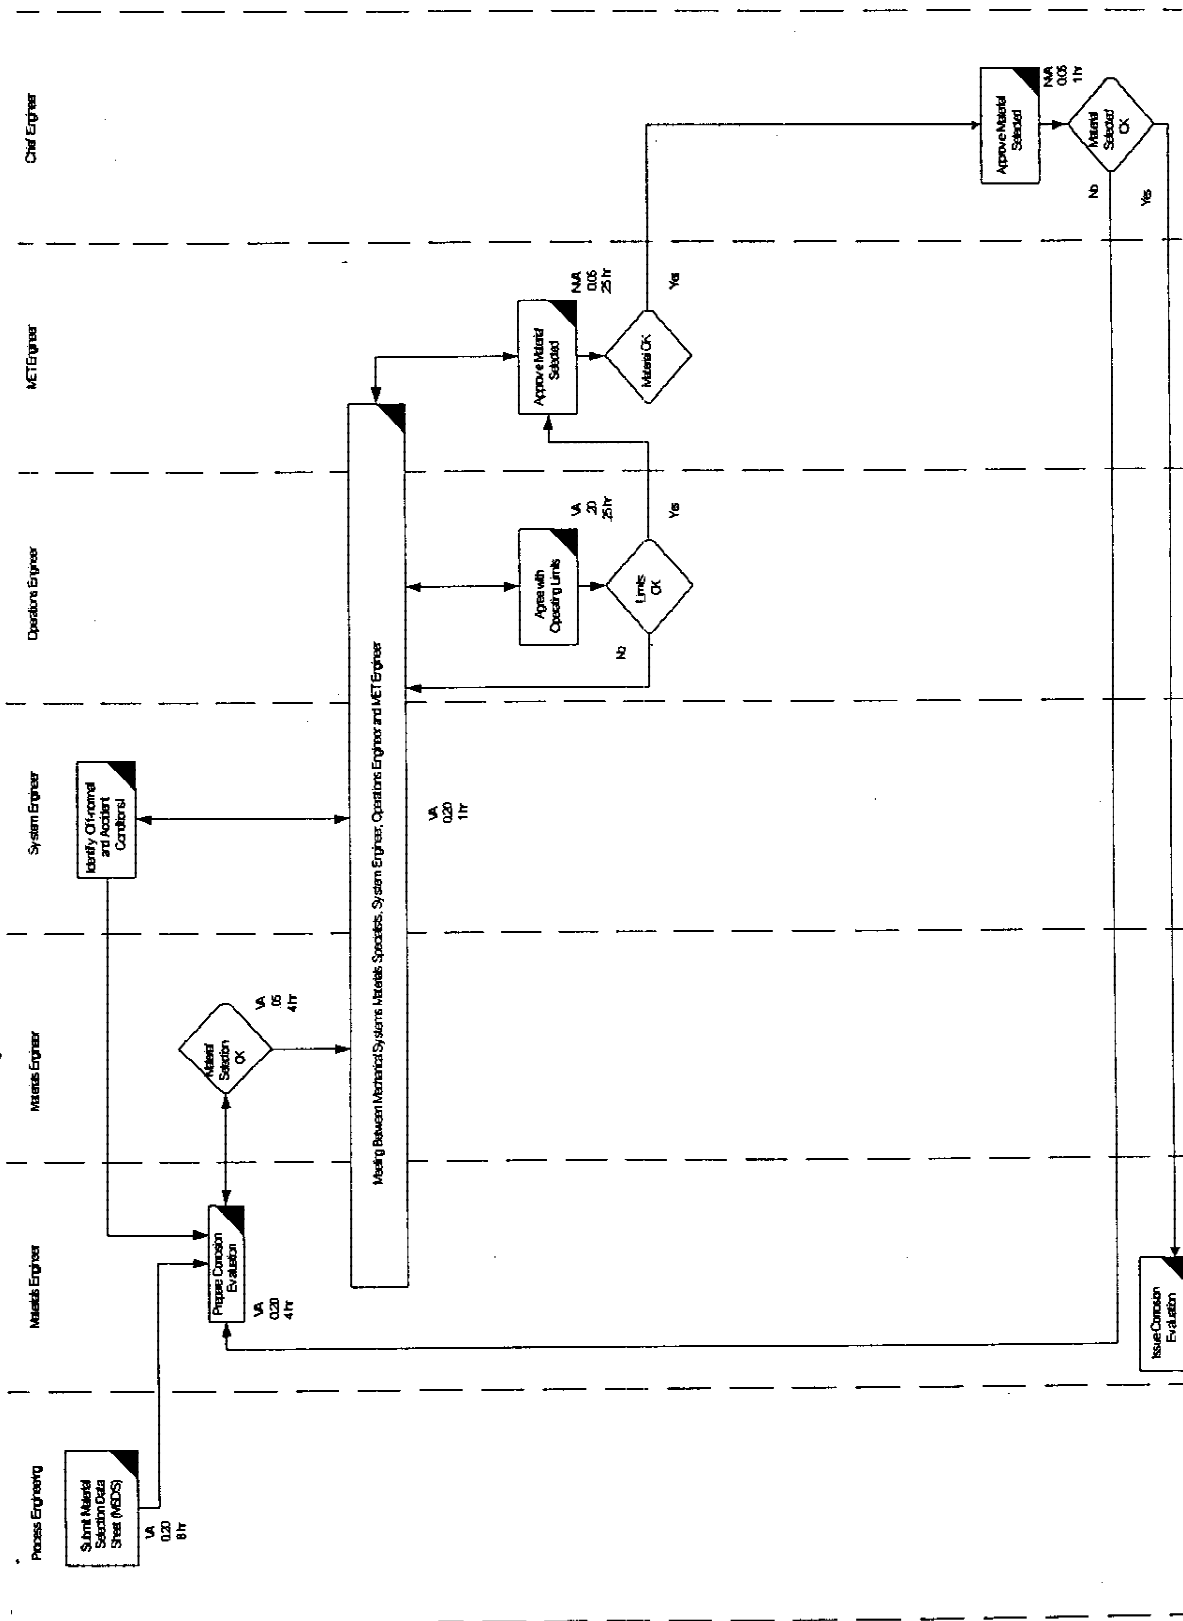 Process Engineering
Submit Material
Selection Data
Sheet (MSDS)
VA
0.20
8 hr
Materials Engineer
Prepare Corrosion
Evaluation
VA
0.20
4 hr
Issue Corrosion
Evaluation
Materials Engineer
Material
Selection
OK
VA
.05
4 hr
System Engineer
Identify Off-normal
and Accident
Conditions
Meeting Between Mechanical Systems Materials Specialists, System Engineer, Operations Engineer and MET Engineer
VA
0.20
1 hr
Operations Engineer
Agree with
Operating Limits
VA
.20
.25 hr
Limits
OK
No
Yes
MET Engineer
Approve Material
Selected
NVA
0.05
.25 hr
Material OK
Yes
Chief Engineer
Approve Material
Selected
NVA
0.05
1 hr
Material
Selected
OK
No
Yes